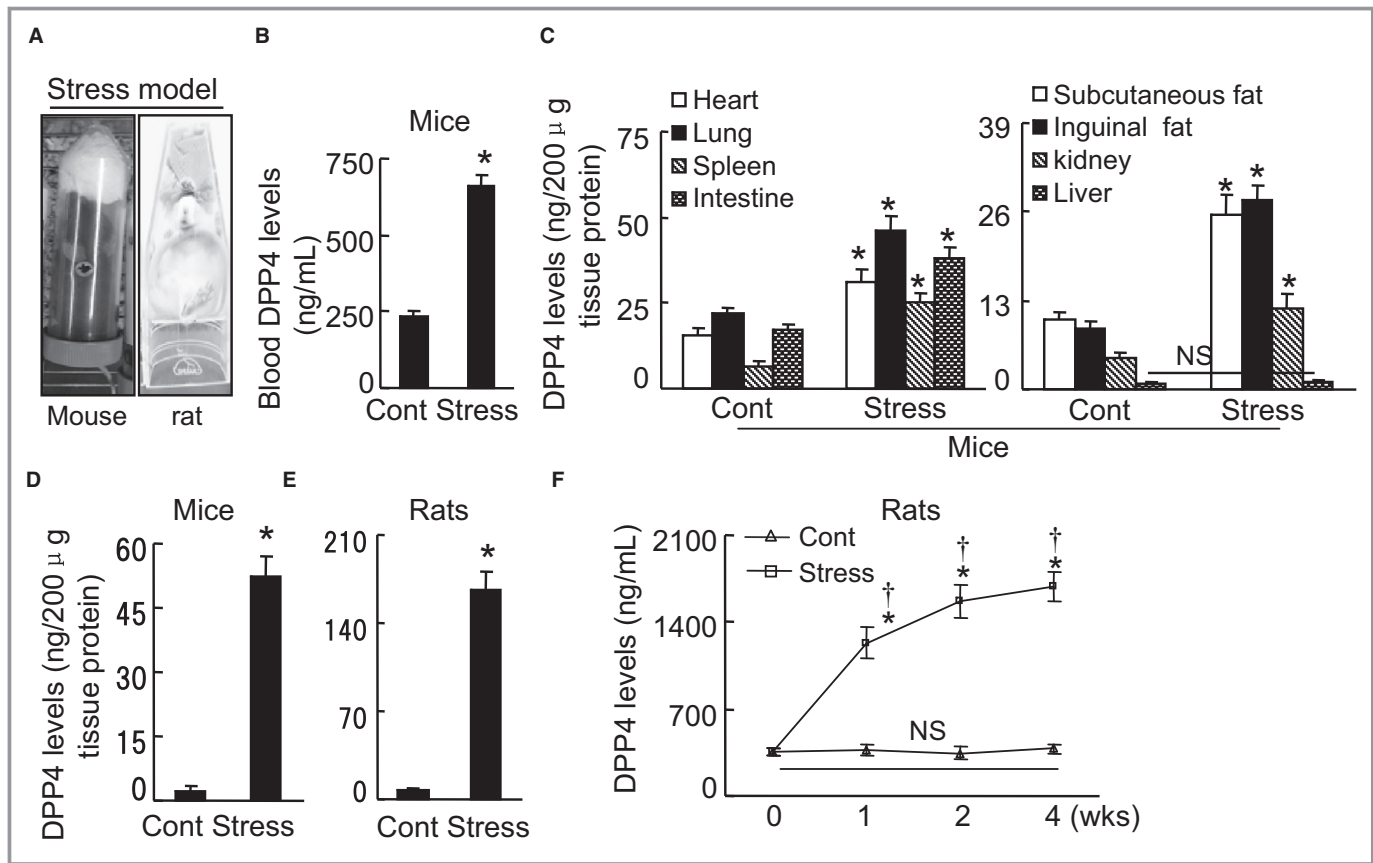 A
Stress model
Mouse
rat
B
Mice
Blood DPP4 levels
(ng/mL)
750
500
250
0
*
Cont Stress
C
DPP4 levels (ng/200 μg
tissue protein)
Heart
Lung
Spleen
Intestine
75
50
25
0
*
*
*
*
Cont
Stress
Subcutaneous fat
Inguinal fat
kidney
Liver
39
26
13
0
*
*
*
NS
Cont
Stress
Mice
D
Mice
DPP4 levels (ng/200 μg
tissue protein)
60
45
30
15
0
*
Cont Stress
E
Rats
210
140
70
0
*
Cont Stress
F
Rats
DPP4 levels (ng/mL)
Cont
Stress
2100
1400
700
0
†
*
†
*
†
*
NS
0 1 2 4 (wks)